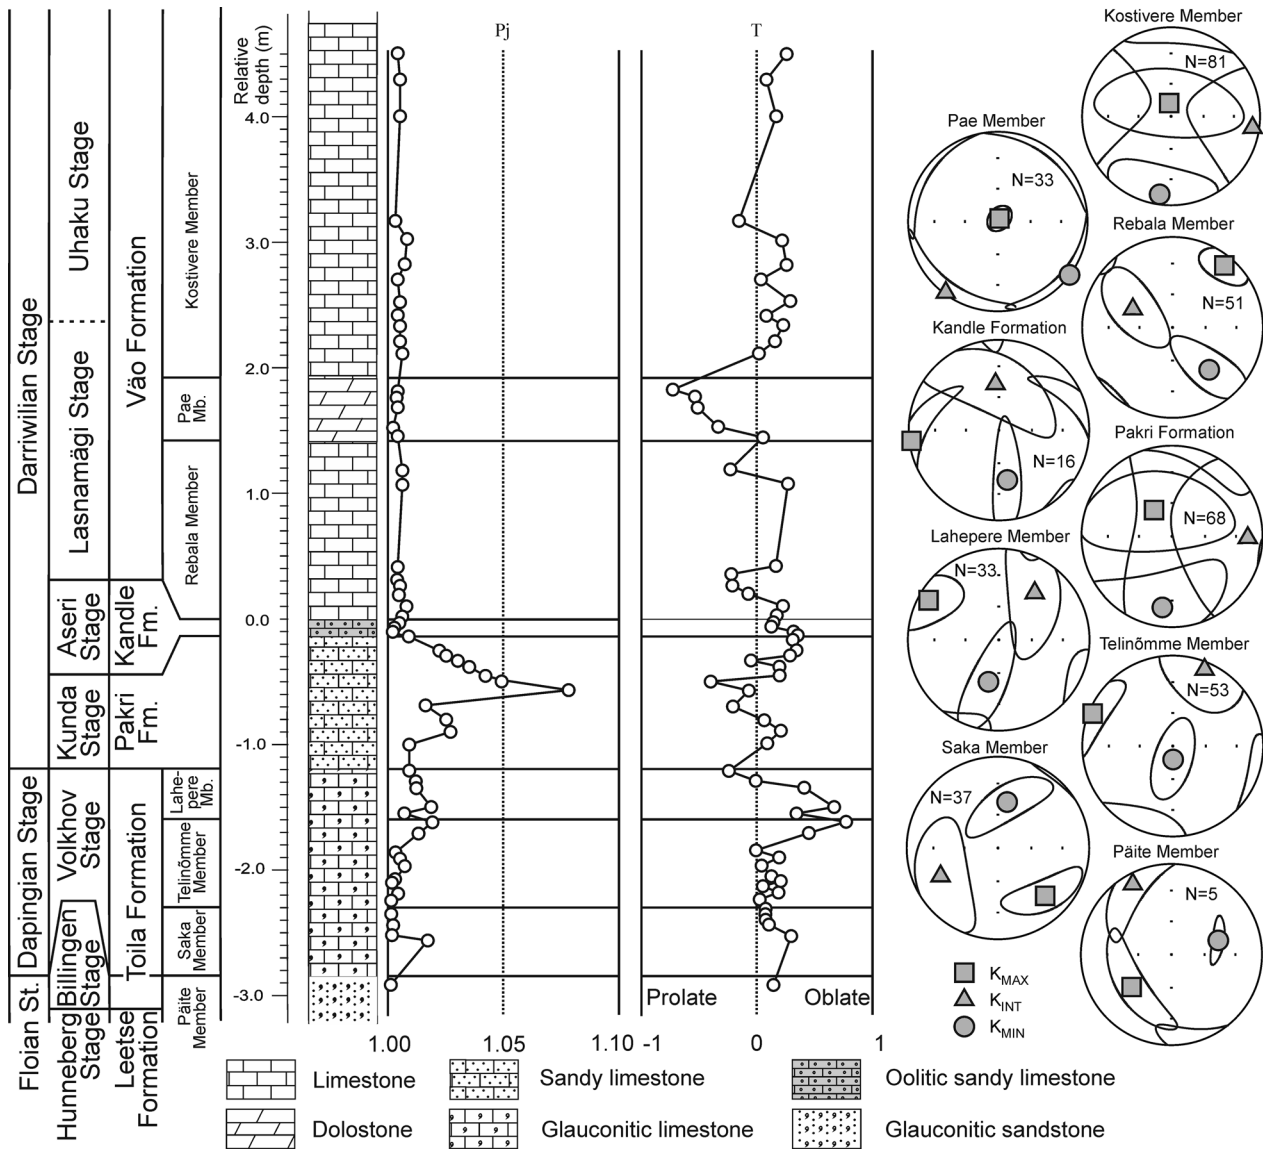 Relative
depth (m)
Pj
T
4.0
3.0
2.0
1.0
0.0
-1.0
-2.0
-3.0
Darriwilian Stage
Dapingian Stage
Floian St.
Uhaku Stage
Lasnamägi Stage
Aseri
Stage
Kunda
Stage
Volkhov
Stage
Billingen
Stage
Hunneberg
Stage
Väo Formation
Kandle
Fm.
Pakri
Fm.
Toila Formation
Leetse
Formation
Kostivere Member
Pae
Mb.
Rebala Member
Lahe-
pere
Mb.
Telinõmme
Member
Saka
Member
Päite
Member
1.00
1.05
1.10
-1
0
1
Prolate
Oblate
Kostivere Member
N=81
Pae Member
N=33
Rebala Member
N=51
Kandle Formation
N=16
Pakri Formation
N=68
Lahepere Member
N=33
Telinõmme Member
N=53
Saka Member
N=37
Päite Member
N=5
KMAX
KINT
KMIN
Limestone
Sandy limestone
Oolitic sandy limestone
Dolostone
Glauconitic limestone
Glauconitic sandstone